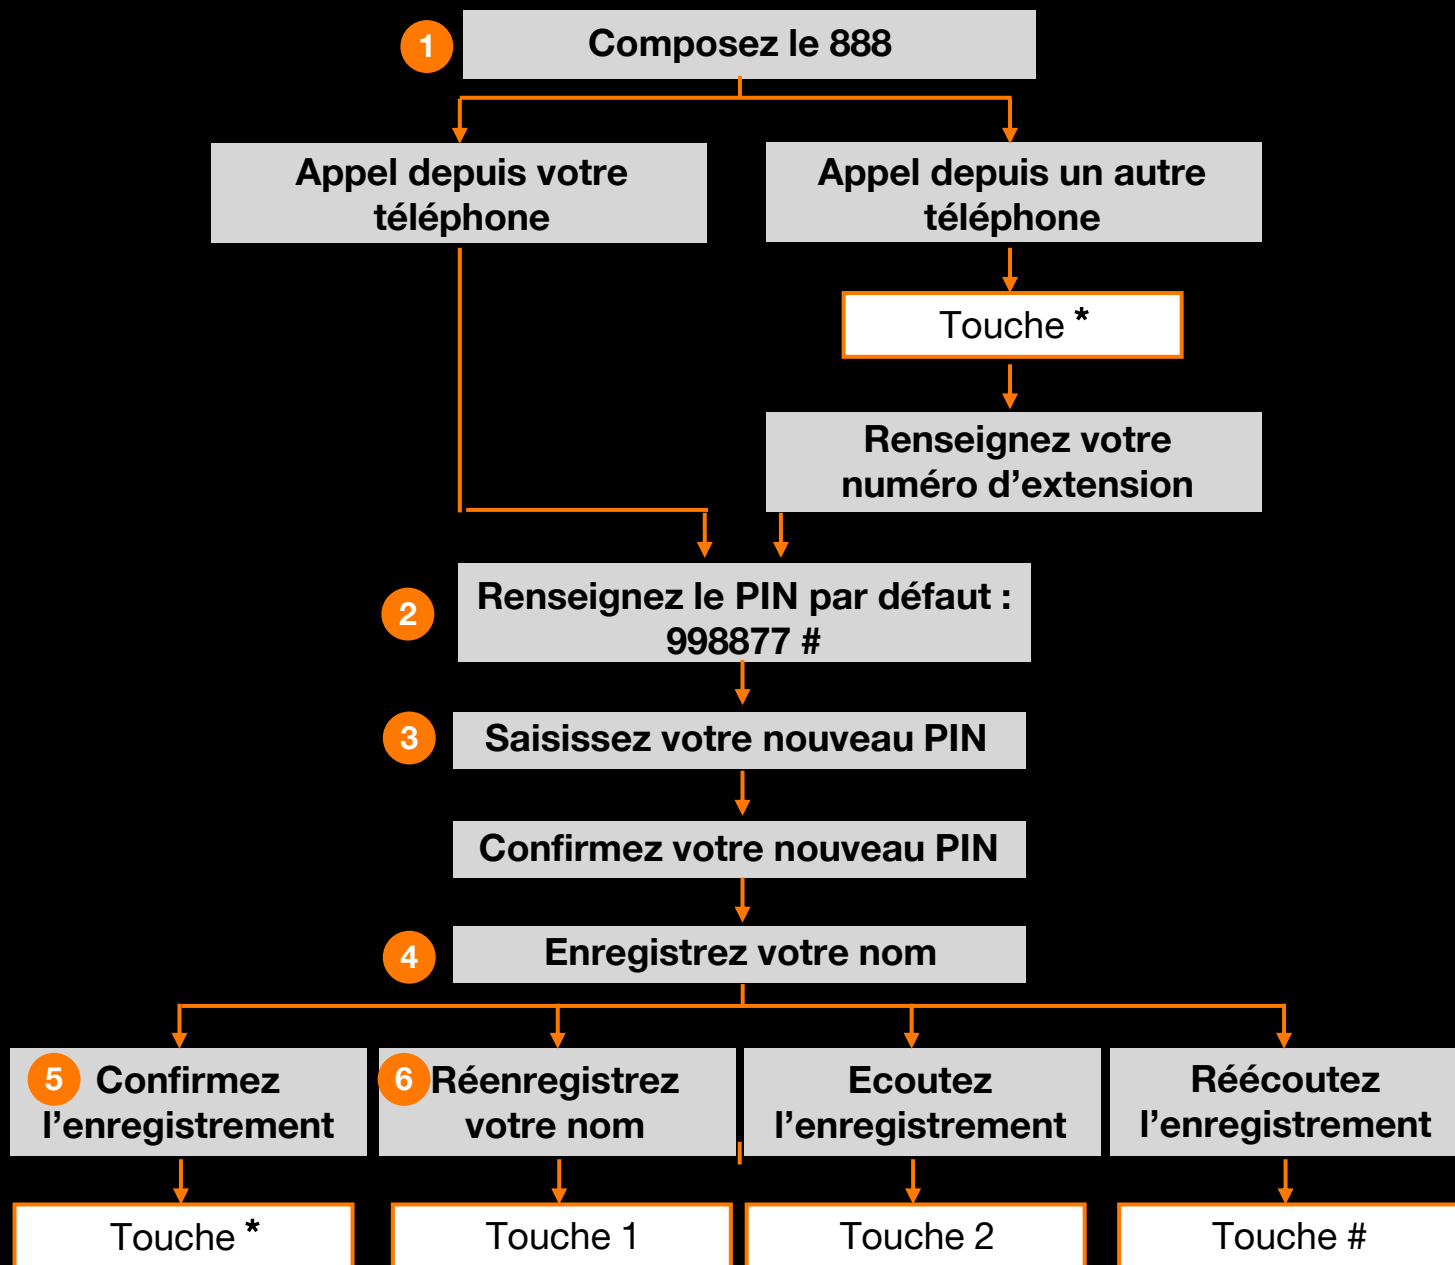 1
Composez le 888
Appel depuis votre
téléphone
Appel depuis un autre
téléphone
Touche *
Renseignez votre
numéro d’extension
2
Renseignez le PIN par défaut :
998877 #
3
Saisissez votre nouveau PIN
Confirmez votre nouveau PIN
4
Enregistrez votre nom
5
Confirmez
l’enregistrement
6
Réenregistrez
votre nom
Ecoutez
l’enregistrement
Réécoutez
l’enregistrement
Touche *
Touche 1
Touche 2
Touche #